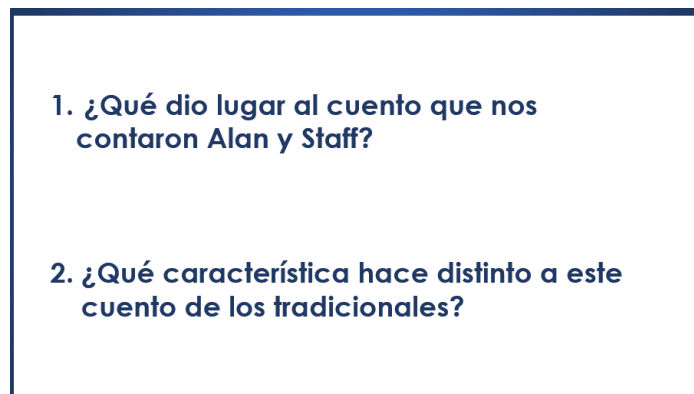 1. ¿Qué dio lugar al cuento que nos
contaron Alan y Staff?
2. ¿Qué característica hace distinto a este
cuento de los tradicionales?